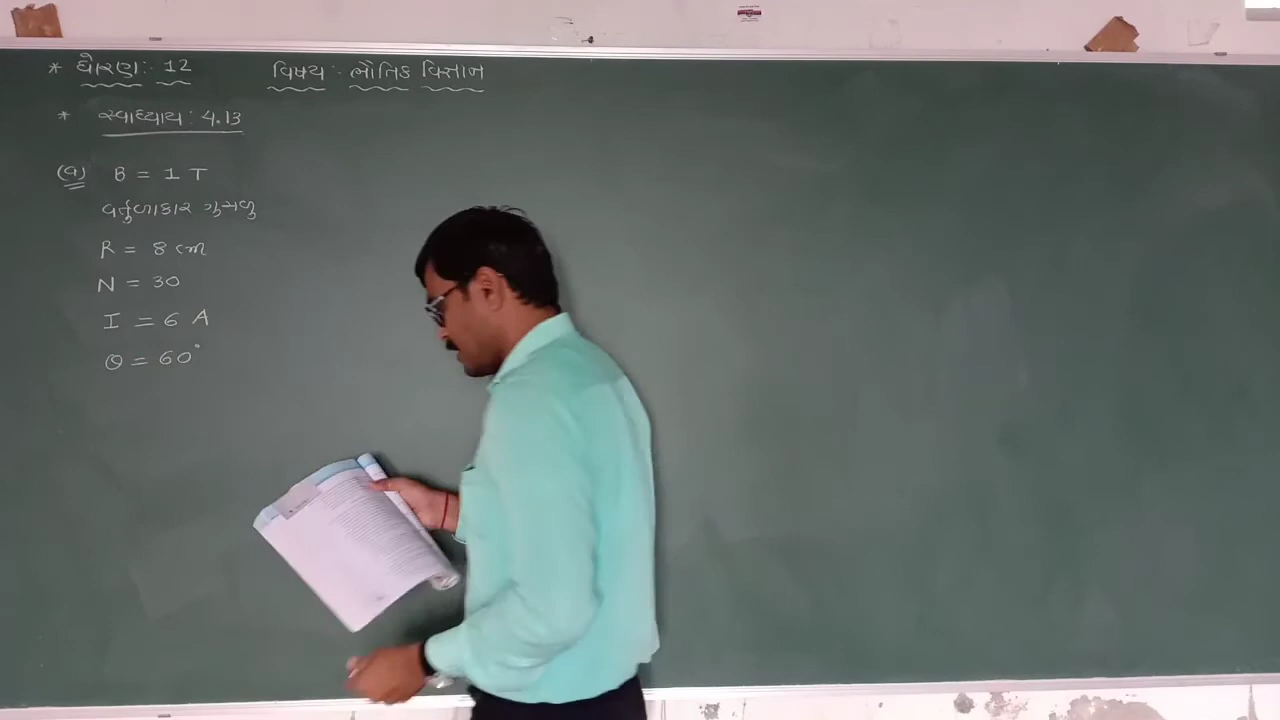 * ધોરણ: 12 વિષય: ભૌતિક વિજ્ઞાન
* સ્વાધ્યાય: 4.13
(a) B = 1 T
વર્તુળાકાર ગૂંચળુ
R = 8 cm
N = 30
I = 6 A
θ = 60°